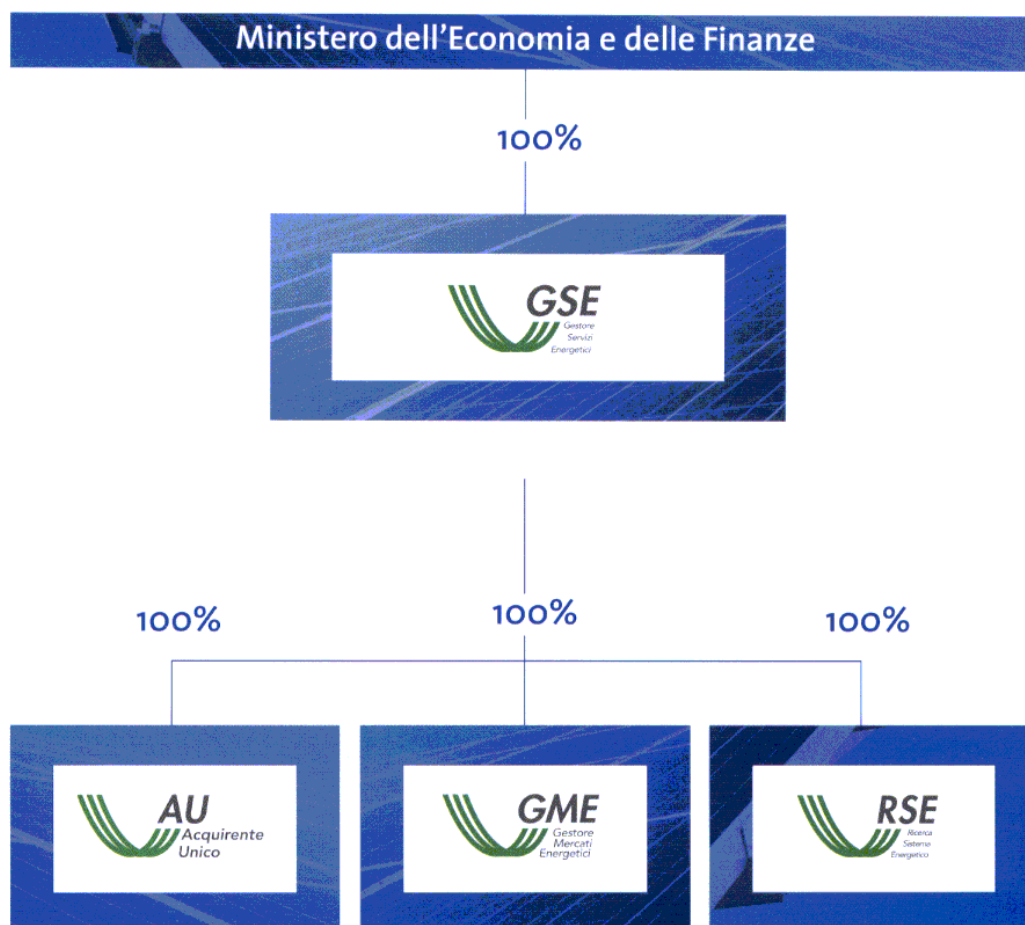 Ministero dell'Economia e delle Finanze
100%
GSE
Gestore
Servizi
Energetici
100%
100%
100%
AU
Acquirente
Unico
GME
Gestore
Mercati
Energetici
RSE
Ricerca
Sistema
Energetico